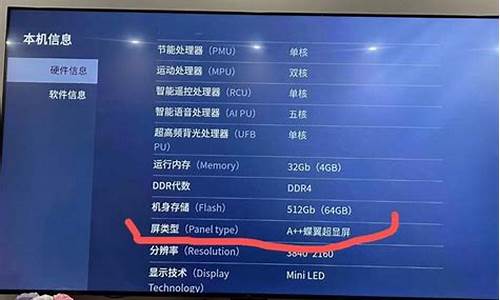 本机信息
硬件信息
软件信息
节能处理器（PMU） 单核
运动处理器（MPU） 双核
智能遥控处理器（RCU） 单核
智能语音处理器（AI PU） 五核
超高频背光处理器（UFB PU） 单核
运行内存（Memory） 32Gb（4GB）
DDR代数 DDR4
机身存储（Flash） 512Gb（64GB）
屏类型（Panel type） A++蝶翼超显屏
分辨率（Resolution） 3840*2160
显示技术（Display Technology） Mini LED